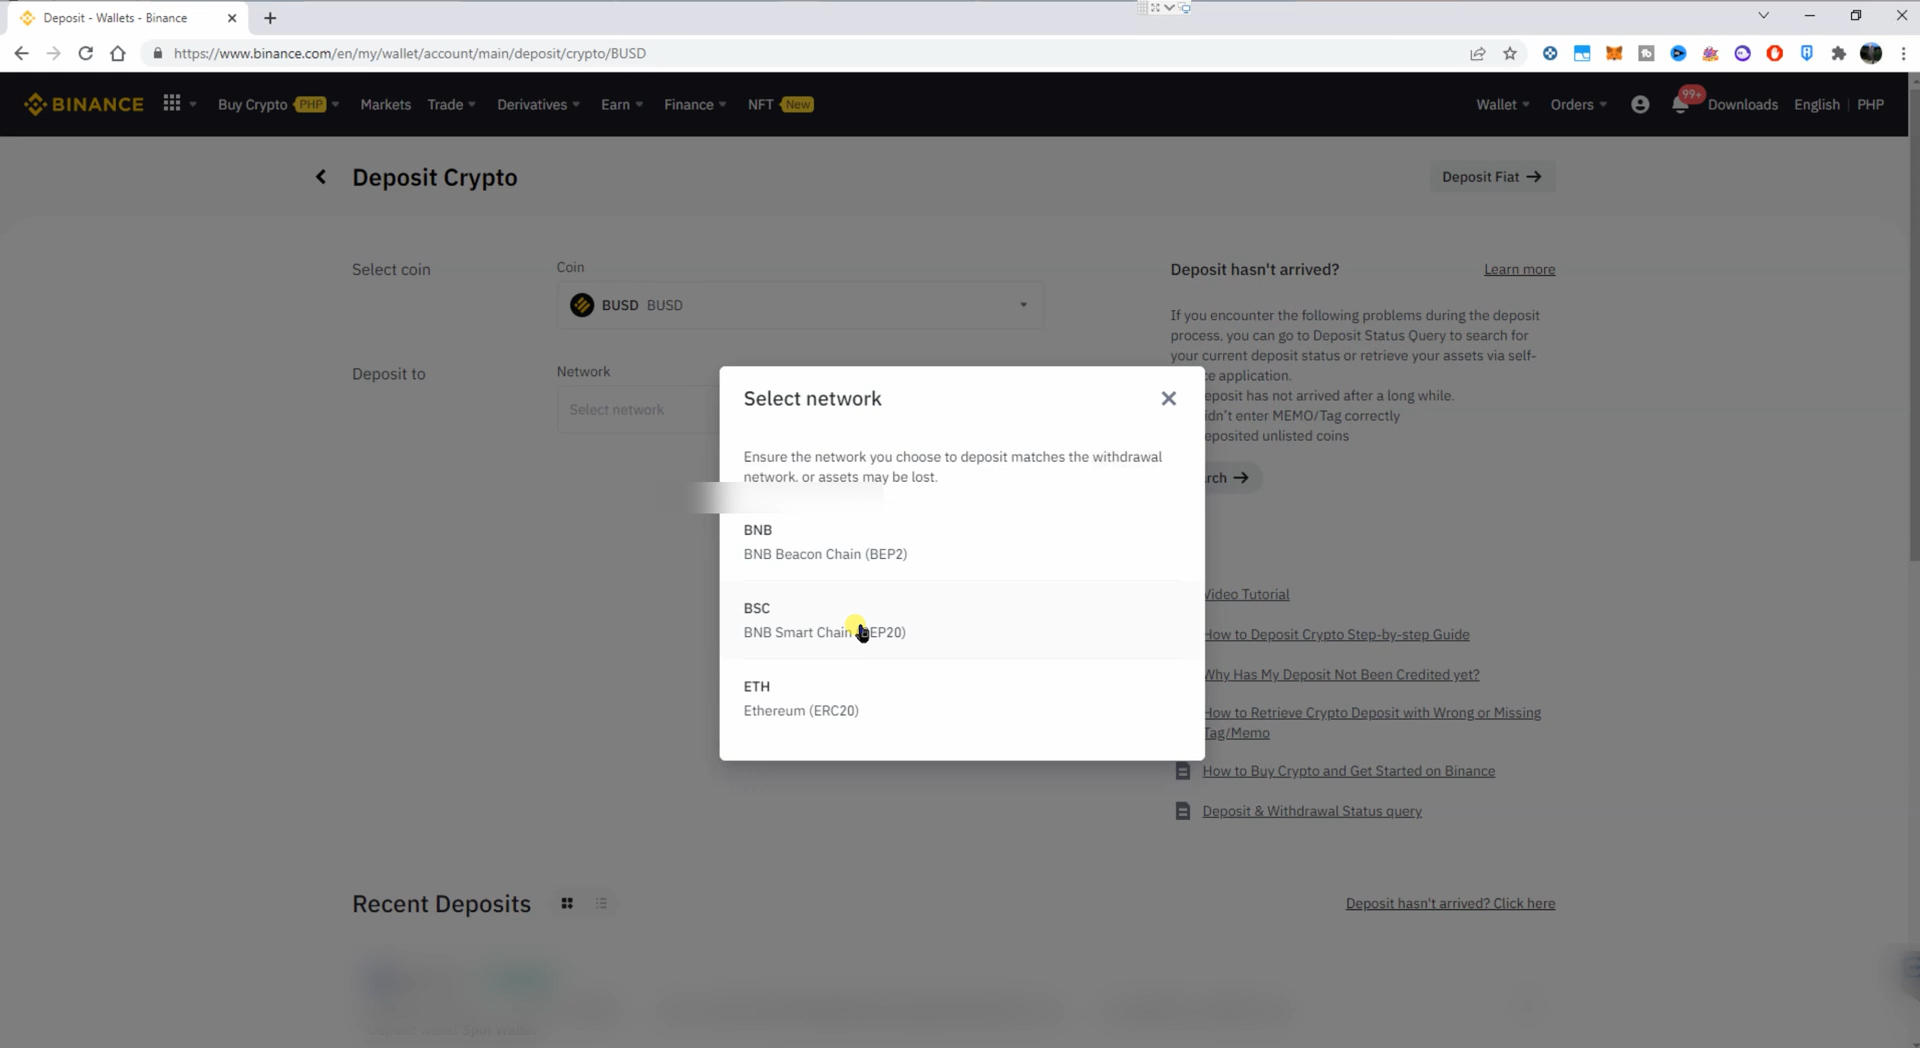 Deposit - Wallets - Binance
https://www.binance.com/en/my/wallet/account/main/deposit/crypto/BUSD
BINANCE
Buy Crypto PHP
Markets
Trade
Derivatives
Earn
Finance
NFT New
Wallet
Orders
99+
Downloads
English | PHP
Deposit Crypto
Deposit Fiat
Select coin
Coin
BUSD BUSD
Deposit to
Network
Select network
Deposit hasn't arrived?
Learn more
If you encounter the following problems during the deposit
process, you can go to Deposit Status Query to search for
your current deposit status or retrieve your assets via self-
application.
has not arrived after a long while.
enter MEMO/Tag correctly
unlisted coins
Select network
Ensure the network you choose to deposit matches the withdrawal
network, or assets may be lost.
BNB
BNB Beacon Chain (BEP2)
BSC
BNB Smart Chain (BEP20)
ETH
Ethereum (ERC20)
Video Tutorial
How to Deposit Crypto Step-by-step Guide
Why Has My Deposit Not Been Credited yet?
How to Retrieve Crypto Deposit with Wrong or Missing
Tag/Memo
How to Buy Crypto and Get Started on Binance
Deposit & Withdrawal Status query
Recent Deposits
Deposit hasn't arrived? Click here